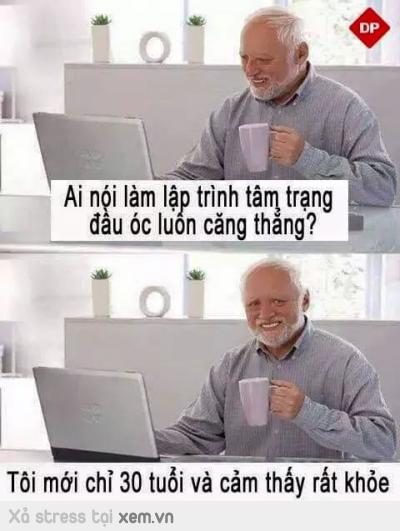 DP
Ai nói làm lập trình tâm trạng
đầu óc luôn căng thẳng?
Tôi mới chỉ 30 tuổi và cảm thấy rất khỏe
Xả stress tại xem.vn